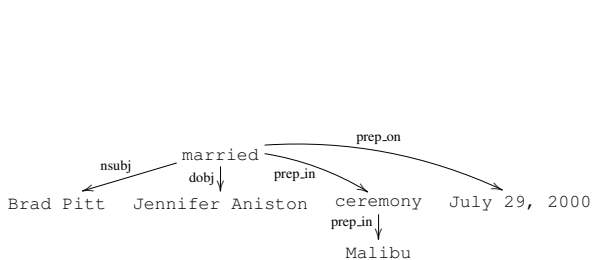 prep_on
married
nsubj
dobj
prep_in
Brad Pitt Jennifer Aniston ceremony July 29, 2000
prep_in
Malibu